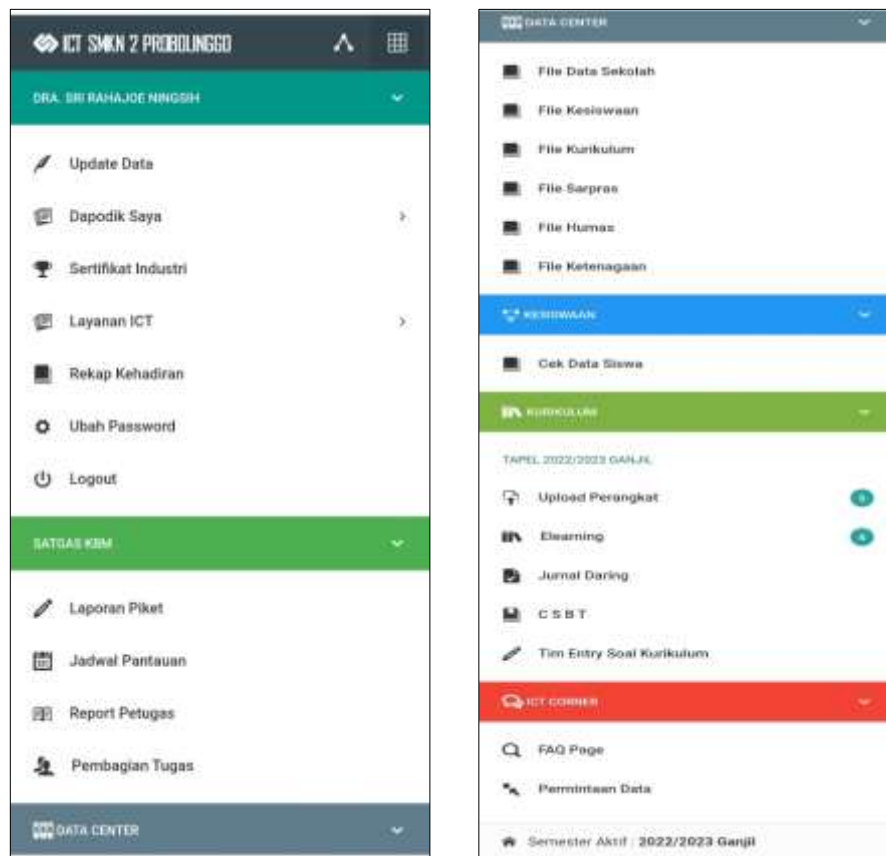 ICT SMKN 2 PROBOLINGGO
DRA. SRI RAHAJOE NINGSIH
Update Data
Dapodik Saya
Sertifikat Industri
Layanan ICT
Rekap Kehadiran
Ubah Password
Logout
SATGAS KBM
Laporan Piket
Jadwal Pantauan
Report Petugas
Pembagian Tugas
DATA CENTER
DATA CENTER
File Data Sekolah
File Kesiswaan
File Kurikulum
File Sarpras
File Humas
File Ketenagaan
KESISWAAN
Cek Data Siswa
KURIKULUM
TAPEL 2022/2023 GANJIL
Upload Perangkat
Elearning
Jurnal Daring
C S B T
Tim Entry Soal Kurikulum
ICT CORNER
FAQ Page
Permintaan Data
Semester Aktif : 2022/2023 Ganjil